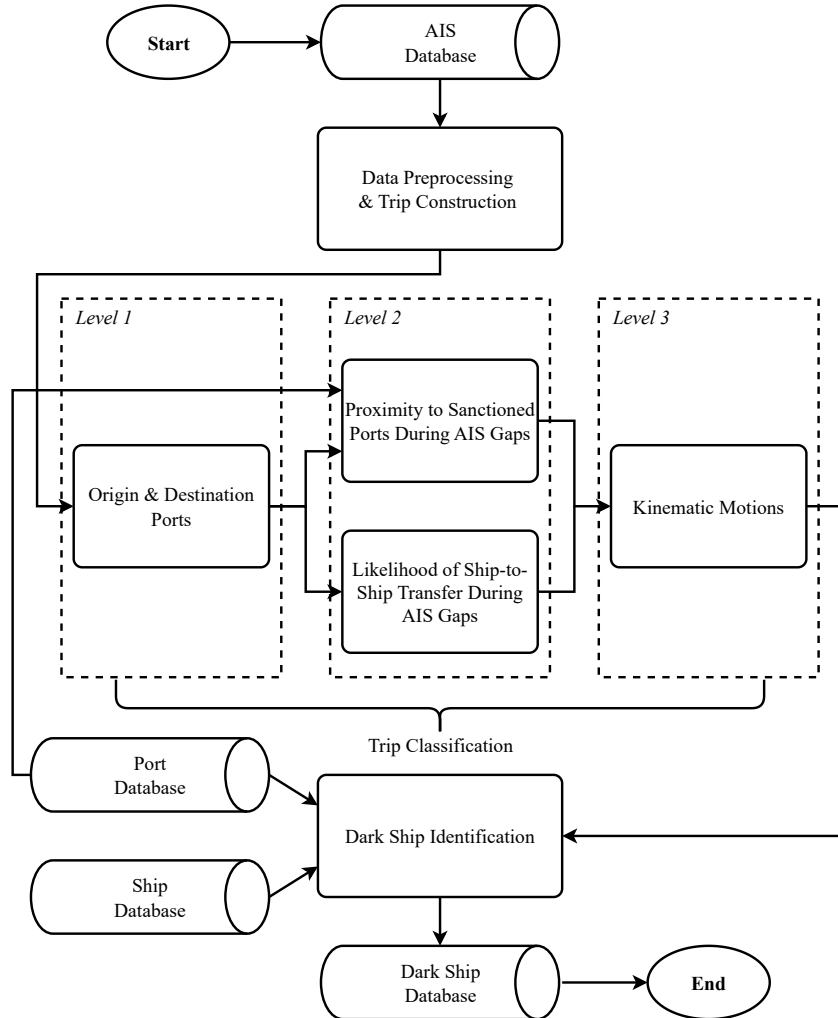 Start
AIS
Database
Data Preprocessing
& Trip Construction
Level 1
Level 2
Level 3
Origin & Destination
Ports
Proximity to Sanctioned
Ports During AIS Gaps
Likelihood of Ship-to-
Ship Transfer During
AIS Gaps
Kinematic Motions
Trip Classification
Port
Database
Ship
Database
Dark Ship Identification
Dark Ship
Database
End